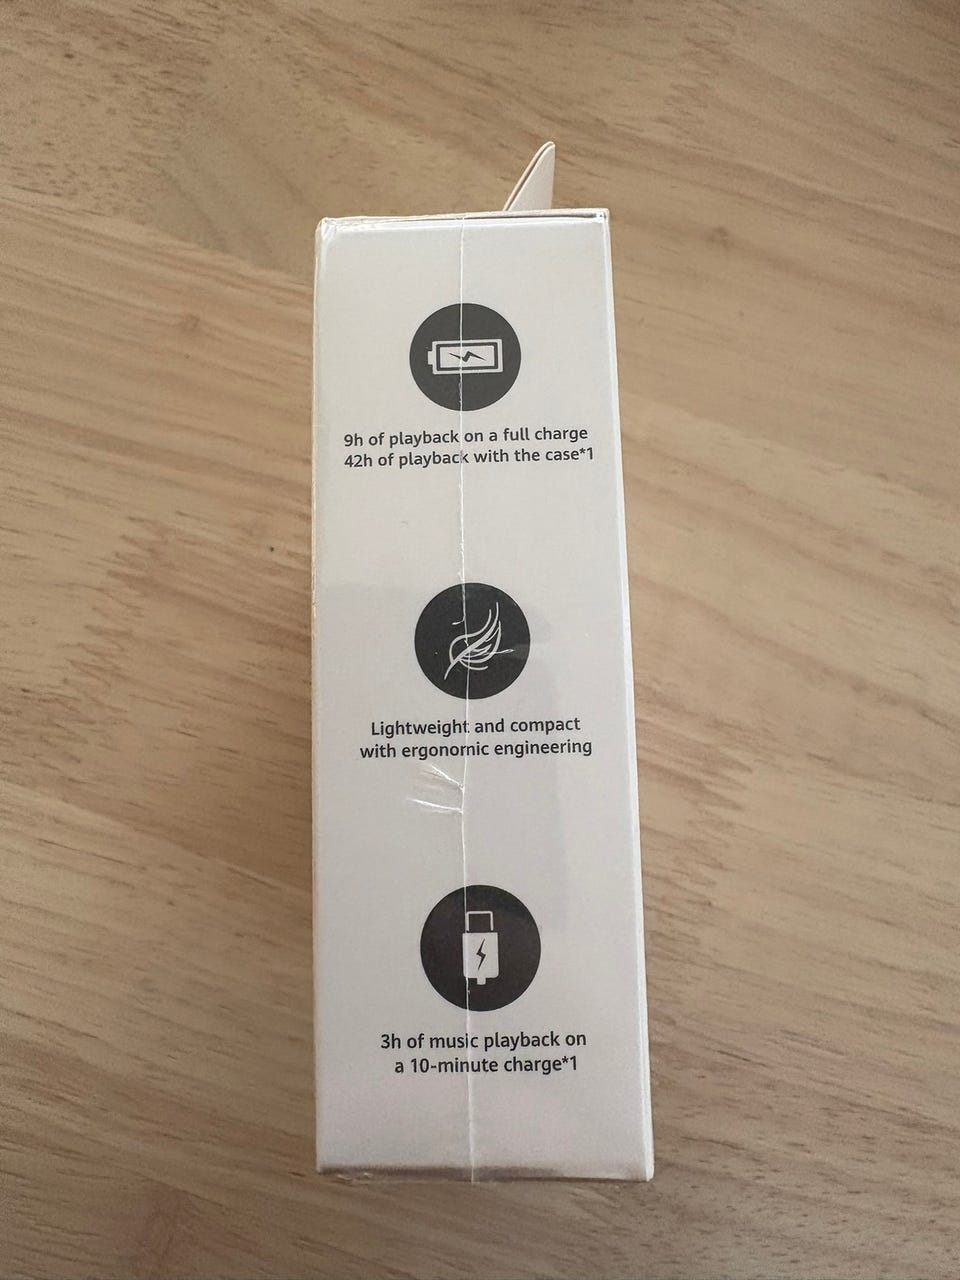 9h of playback on a full charge
42h of playback with the case*1
Lightweight and compact
with ergonomic engineering
3h of music playback on
a 10-minute charge*1